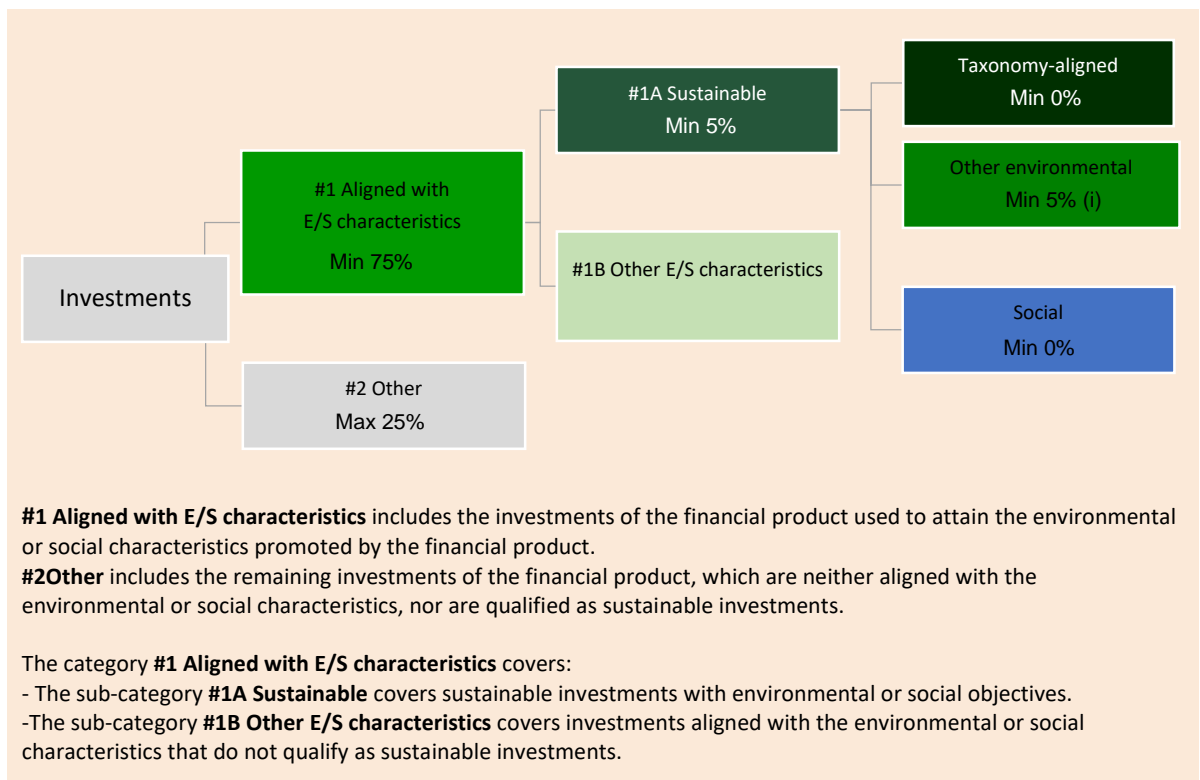 Investments
#1 Aligned with
E/S characteristics
Min 75%
#2 Other
Max 25%
#1A Sustainable
Min 5%
#1B Other E/S characteristics
Taxonomy-aligned
Min 0%
Other environmental
Min 5% (i)
Social
Min 0%
#1 Aligned with E/S characteristics includes the investments of the financial product used to attain the environmental
or social characteristics promoted by the financial product.
#2Other includes the remaining investments of the financial product, which are neither aligned with the
environmental or social characteristics, nor are qualified as sustainable investments.
The category #1 Aligned with E/S characteristics covers:
- The sub-category #1A Sustainable covers sustainable investments with environmental or social objectives.
-The sub-category #1B Other E/S characteristics covers investments aligned with the environmental or social
characteristics that do not qualify as sustainable investments.